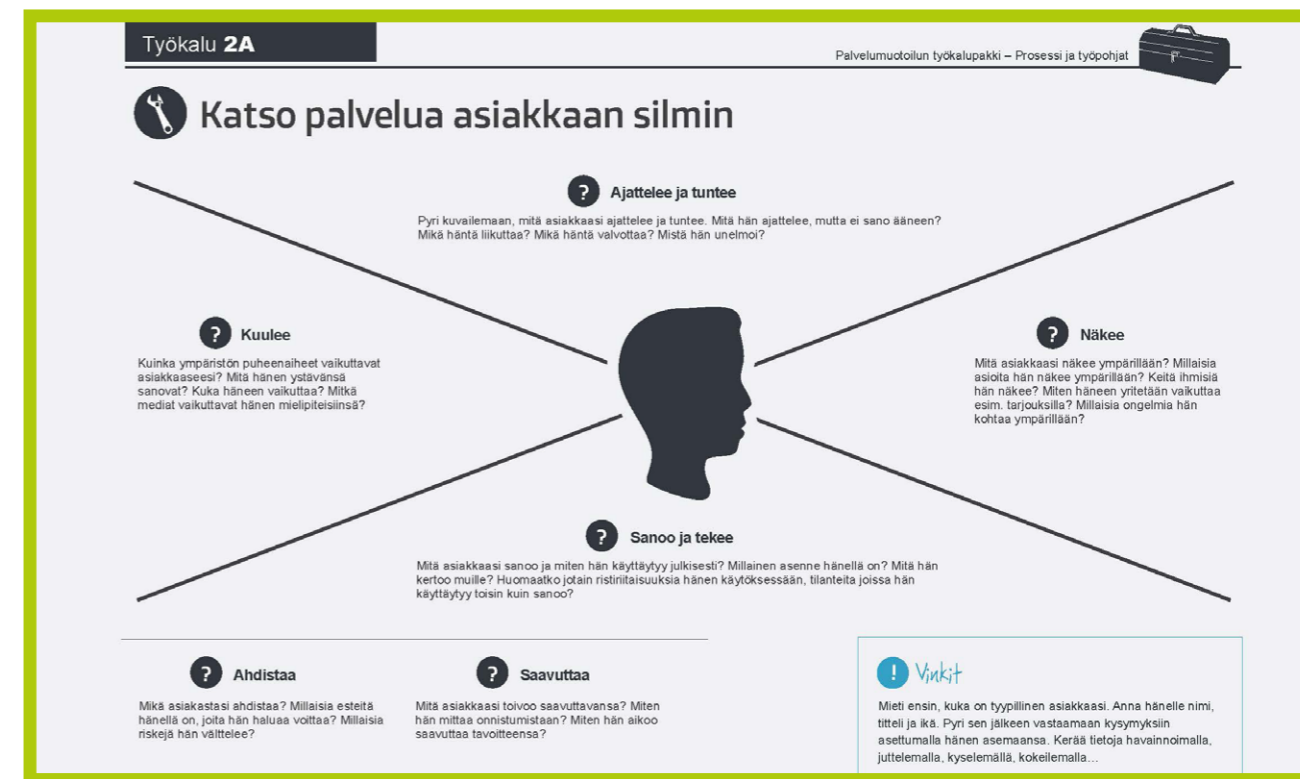 Työkalu 2A
Palvelumuotoilun työkalupakki – Prosessi ja työpohjat
Katso palvelua asiakkaan silmin
? Ajattelee ja tuntee
Pyri kuvailemaan, mitä asiakkaasi ajattelee ja tuntee. Mitä hän ajattelee, mutta ei sano ääneen?
Mikä häntä liikuttaa? Mikä häntä valvottaa? Mistä hän unelmoi?
? Kuulee
Kuinka ympäristön puheenaiheet vaikuttavat
asiakkaaseesi? Mitä hänen ystävänsä
sanovat? Kuka häneen vaikuttaa? Mitkä
mediat vaikuttavat hänen mielipiteisiinsä?
? Näkee
Mitä asiakkaasi näkee ympärillään? Millaisia
asioita hän näkee ympärillään? Keitä ihmisiä
hän näkee? Miten häneen yritetään vaikuttaa
esim. tarjouksilla? Millaisia ongelmia hän
kohtaa ympärillään?
? Sanoo ja tekee
Mitä asiakkaasi sanoo ja miten hän käyttäytyy julkisesti? Millainen asenne hänellä on? Mitä hän
kertoo muille? Huomaatko jotain ristiriitaisuuksia hänen käytöksessään, tilanteita joissa hän
käyttäytyy toisin kuin sanoo?
? Ahdistaa
Mikä asiakastasi ahdistaa? Millaisia esteitä
hänellä on, joita hän haluaa voittaa? Millaisia
riskejä hän välttelee?
? Saavuttaa
Mitä asiakkaasi toivoo saavuttavansa? Miten
hän mittaa onnistumistaan? Miten hän aikoo
saavuttaa tavoitteensa?
! Vinkit
Mieti ensin, kuka on tyypillinen asiakkaasi. Anna hänelle nimi,
titteli ja ikä. Pyri sen jälkeen vastaamaan kysymyksiin
asettumalla hänen asemaansa. Kerää tietoja havainnoimalla,
juttelemalla, kyselemällä, kokeilemalla…